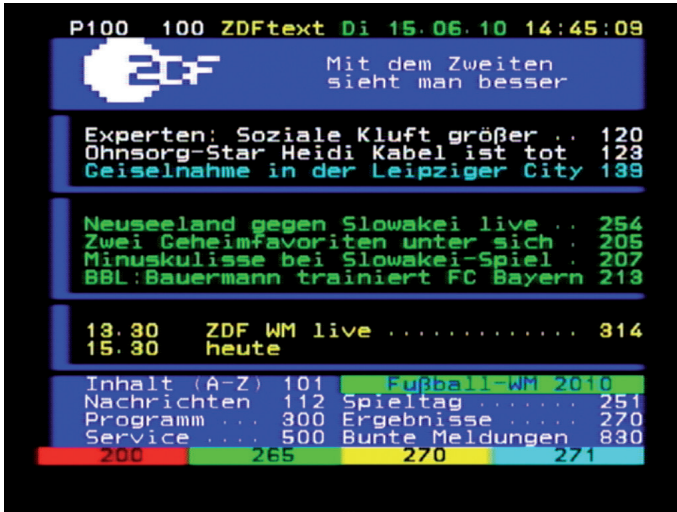 P100 100 ZDFtext Di 15.06.10 14:45:09
ZDF
Mit dem Zweiten
sieht man besser
Experten: Soziale Kluft größer .. 120
Ohnsorg-Star Heidi Kabel ist tot 123
Geiselnahme in der Leipziger City 139
Neuseeland gegen Slowakei live .. 254
Zwei Geheimfavoriten unter sich . 205
Minuskulisse bei Slowakei-Spiel . 207
BBL:Bauermann trainiert FC Bayern 213
13.30 ZDF WM live ............. 314
15.30 heute
Inhalt (A-Z) 101 Fußball-WM 2010
Nachrichten 112 Spieltag ....... 251
Programm ... 300 Ergebnisse ..... 270
Service .... 500 Bunte Meldungen 830
200 265 270 271